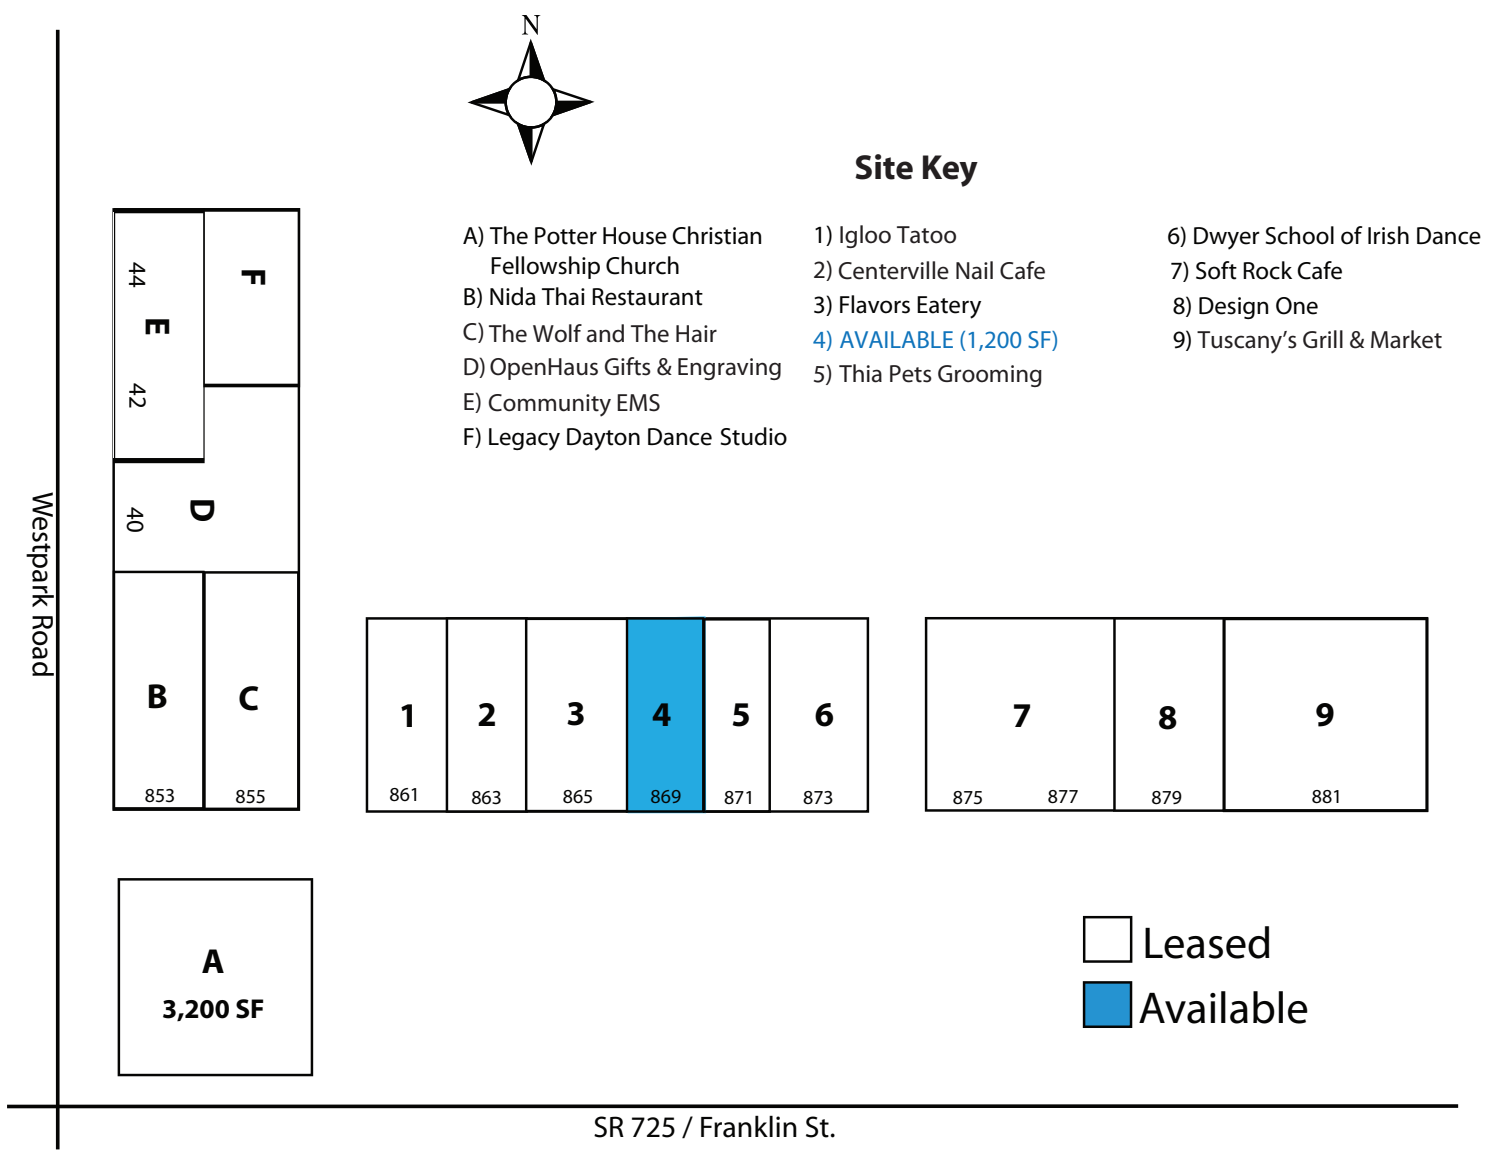 N
Site Key
A) The Potter House Christian
Fellowship Church
B) Nida Thai Restaurant
C) The Wolf and The Hair
D) OpenHaus Gifts & Engraving
E) Community EMS
F) Legacy Dayton Dance Studio
1) Igloo Tatoo
2) Centerville Nail Cafe
3) Flavors Eatery
4) AVAILABLE (1,200 SF)
5) Thia Pets Grooming
6) Dwyer School of Irish Dance
7) Soft Rock Cafe
8) Design One
9) Tuscany’s Grill & Market
Westpark Road
44
E
42
F
40
D
B
853
C
855
1
861
2
863
3
865
4
869
5
871
6
873
7
875 877
8
879
9
881
A
3,200 SF
Leased
Available
SR 725 / Franklin St.